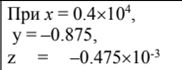 При x = 0.4×10⁴,
y = –0.875,
z = –0.475×10⁻³